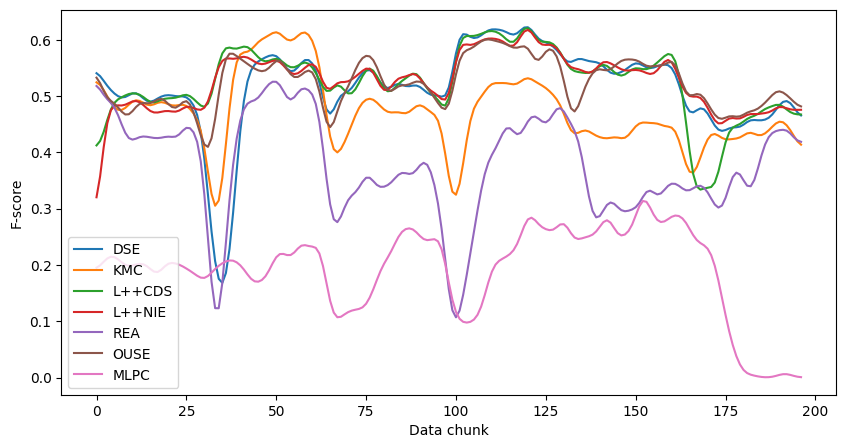 F-score
0.6
0.5
0.4
0.3
0.2
0.1
0.0
DSE
KMC
L++CDS
L++NIE
REA
OUSE
MLPC
0 25 50 75 100 125 150 175 200
Data chunk